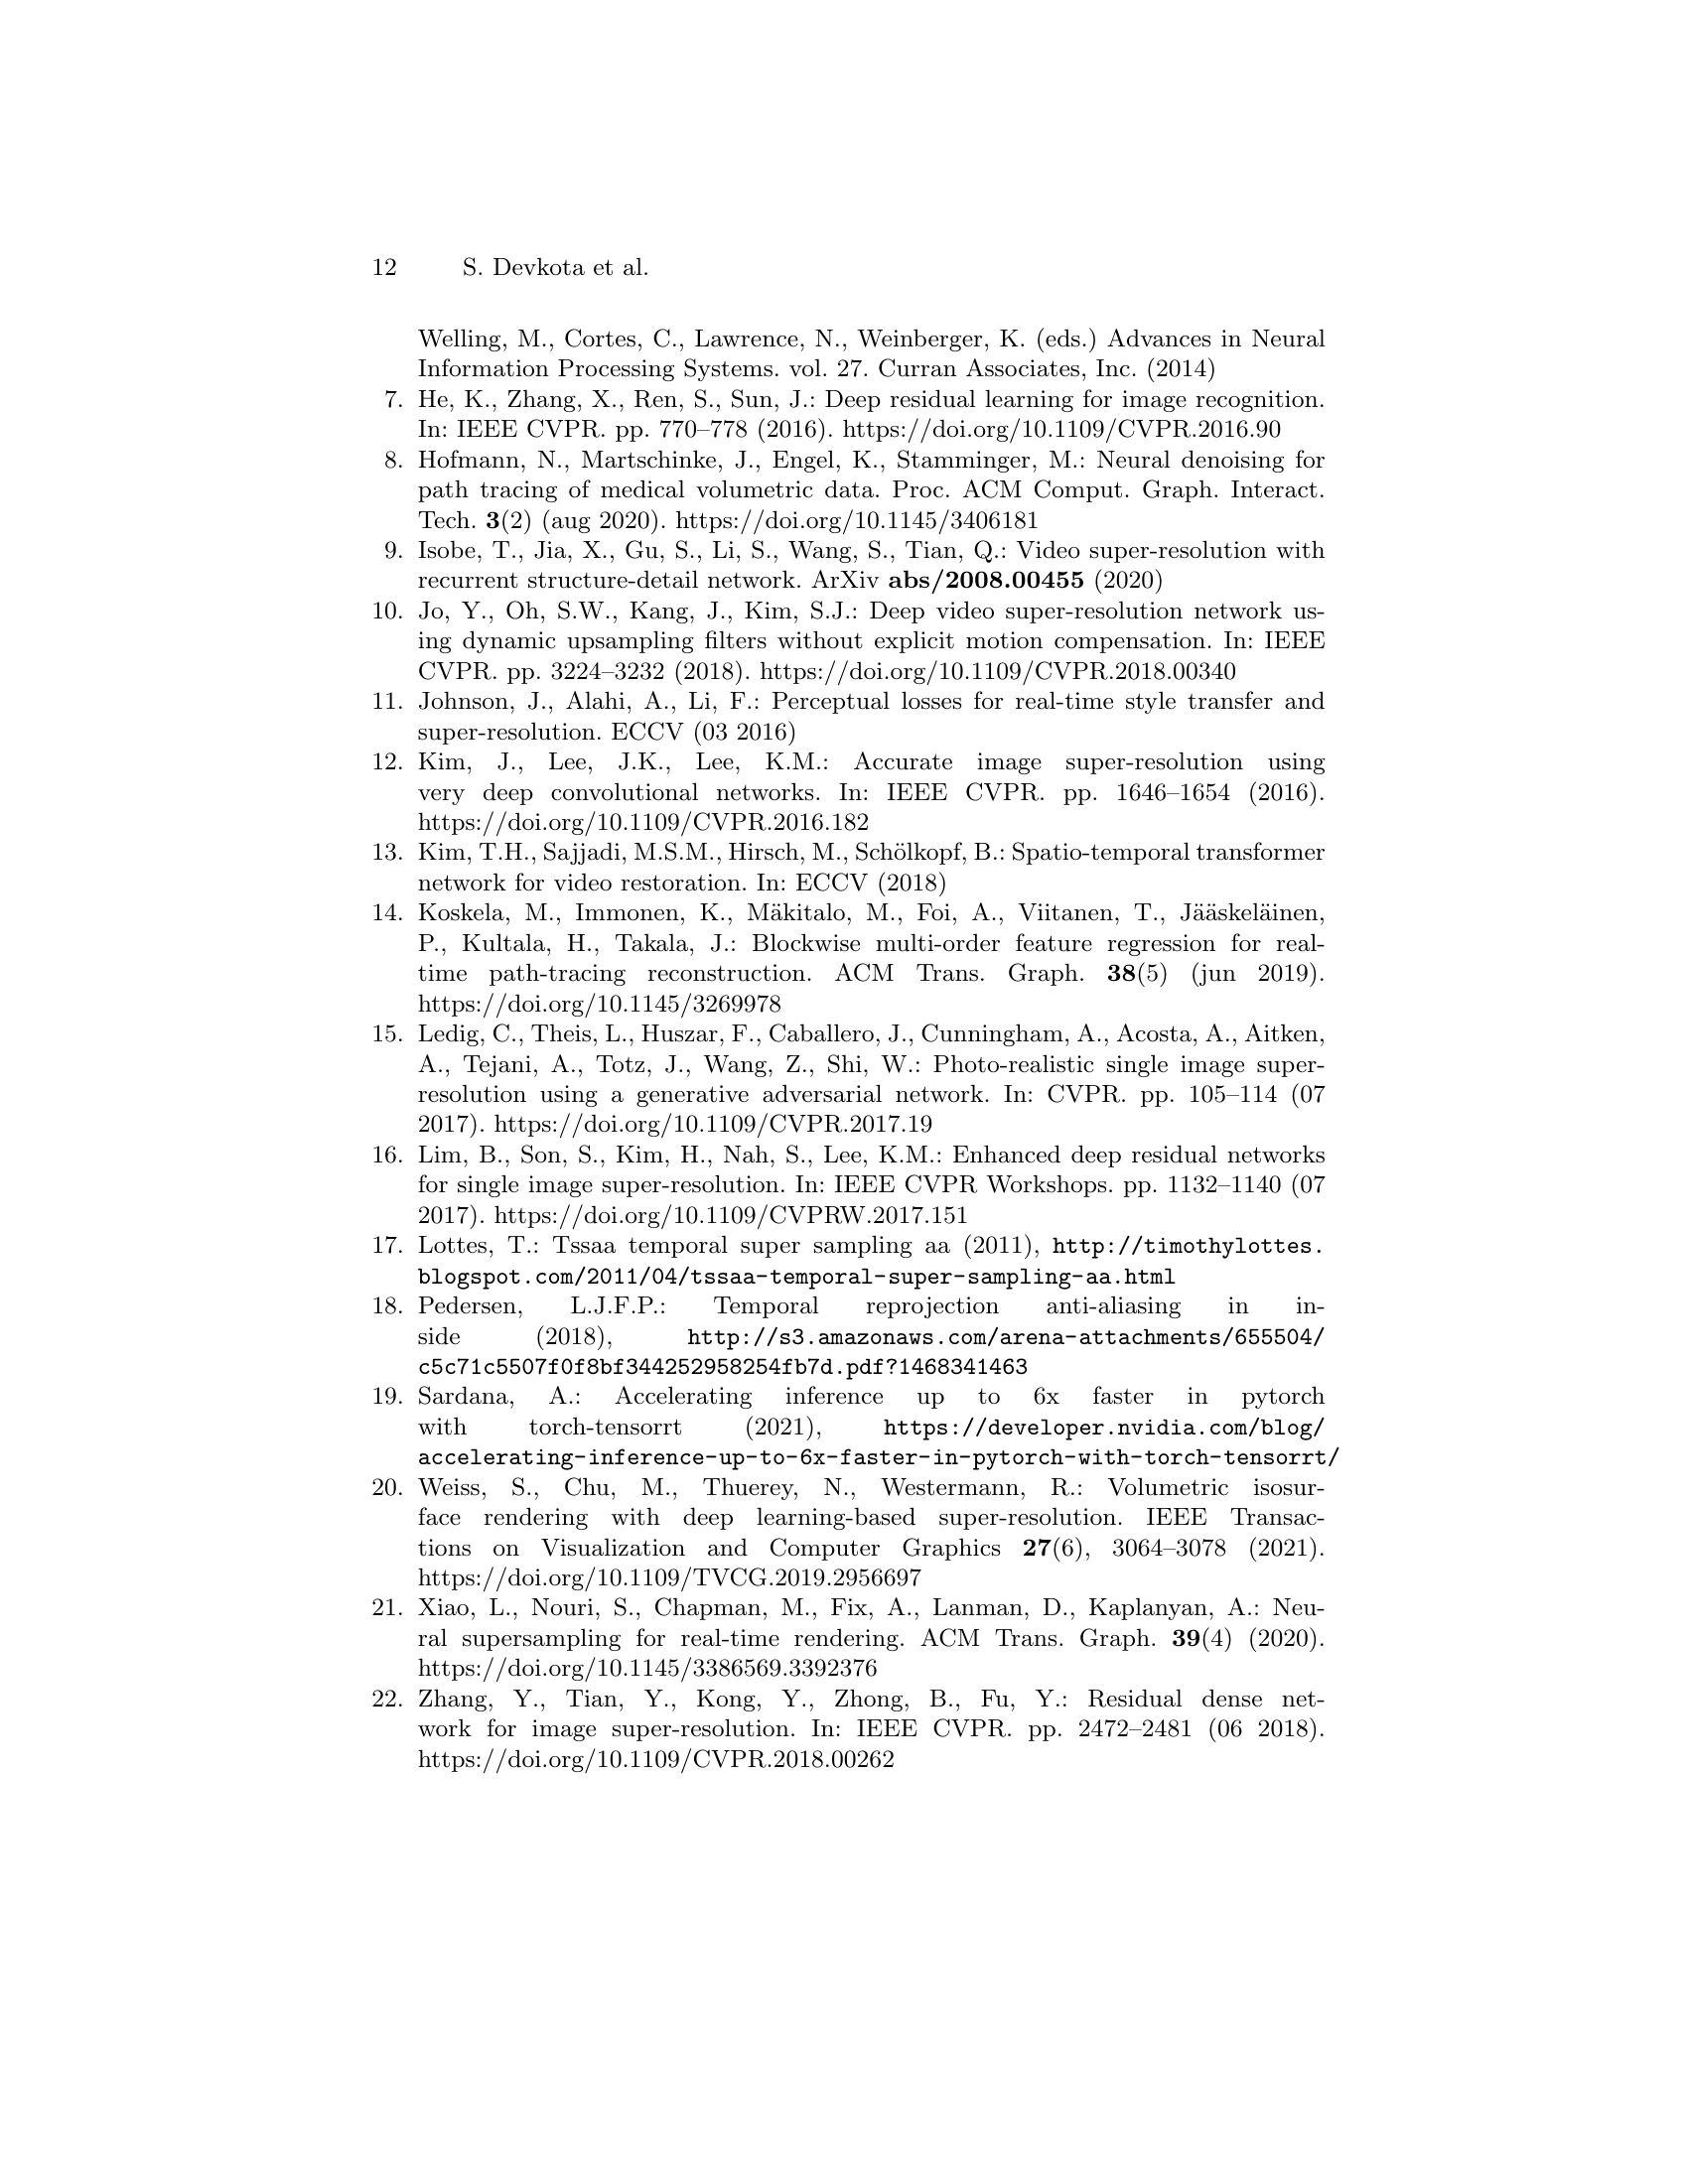 12 S. Devkota et al.
Welling, M., Cortes, C., Lawrence, N., Weinberger, K. (eds.) Advances in Neural
Information Processing Systems. vol. 27. Curran Associates, Inc. (2014)
7. He, K., Zhang, X., Ren, S., Sun, J.: Deep residual learning for image recognition.
In: IEEE CVPR. pp. 770–778 (2016). https://doi.org/10.1109/CVPR.2016.90
8. Hofmann, N., Martschinke, J., Engel, K., Stamminger, M.: Neural denoising for
path tracing of medical volumetric data. Proc. ACM Comput. Graph. Interact.
Tech. 3(2) (aug 2020). https://doi.org/10.1145/3406181
9. Isobe, T., Jia, X., Gu, S., Li, S., Wang, S., Tian, Q.: Video super-resolution with
recurrent structure-detail network. ArXiv abs/2008.00455 (2020)
10. Jo, Y., Oh, S.W., Kang, J., Kim, S.J.: Deep video super-resolution network us-
ing dynamic upsampling filters without explicit motion compensation. In: IEEE
CVPR. pp. 3224–3232 (2018). https://doi.org/10.1109/CVPR.2018.00340
11. Johnson, J., Alahi, A., Li, F.: Perceptual losses for real-time style transfer and
super-resolution. ECCV (03 2016)
12. Kim, J., Lee, J.K., Lee, K.M.: Accurate image super-resolution using
very deep convolutional networks. In: IEEE CVPR. pp. 1646–1654 (2016).
https://doi.org/10.1109/CVPR.2016.182
13. Kim, T.H., Sajjadi, M.S.M., Hirsch, M., Schölkopf, B.: Spatio-temporal transformer
network for video restoration. In: ECCV (2018)
14. Koskela, M., Immonen, K., Mäkitalo, M., Foi, A., Viitanen, T., Jääskeläinen,
P., Kultala, H., Takala, J.: Blockwise multi-order feature regression for real-
time path-tracing reconstruction. ACM Trans. Graph. 38(5) (jun 2019).
https://doi.org/10.1145/3269978
15. Ledig, C., Theis, L., Huszar, F., Caballero, J., Cunningham, A., Acosta, A., Aitken,
A., Tejani, A., Totz, J., Wang, Z., Shi, W.: Photo-realistic single image super-
resolution using a generative adversarial network. In: CVPR. pp. 105–114 (07
2017). https://doi.org/10.1109/CVPR.2017.19
16. Lim, B., Son, S., Kim, H., Nah, S., Lee, K.M.: Enhanced deep residual networks
for single image super-resolution. In: IEEE CVPR Workshops. pp. 1132–1140 (07
2017). https://doi.org/10.1109/CVPRW.2017.151
17. Lottes, T.: Tssaa temporal super sampling aa (2011), http://timothylottes.
blogspot.com/2011/04/tssaa-temporal-super-sampling-aa.html
18. Pedersen, L.J.F.P.: Temporal reprojection anti-aliasing in in-
side (2018), http://s3.amazonaws.com/arena-attachments/655504/
c5c71c5507f0f8bf344252958254fb7d.pdf?1468341463
19. Sardana, A.: Accelerating inference up to 6x faster in pytorch
with torch-tensorrt (2021), https://developer.nvidia.com/blog/
accelerating-inference-up-to-6x-faster-in-pytorch-with-torch-tensorrt/
20. Weiss, S., Chu, M., Thuerey, N., Westermann, R.: Volumetric isosur-
face rendering with deep learning-based super-resolution. IEEE Transac-
tions on Visualization and Computer Graphics 27(6), 3064–3078 (2021).
https://doi.org/10.1109/TVCG.2019.2956697
21. Xiao, L., Nouri, S., Chapman, M., Fix, A., Lanman, D., Kaplanyan, A.: Neu-
ral supersampling for real-time rendering. ACM Trans. Graph. 39(4) (2020).
https://doi.org/10.1145/3386569.3392376
22. Zhang, Y., Tian, Y., Kong, Y., Zhong, B., Fu, Y.: Residual dense net-
work for image super-resolution. In: IEEE CVPR. pp. 2472–2481 (06 2018).
https://doi.org/10.1109/CVPR.2018.00262